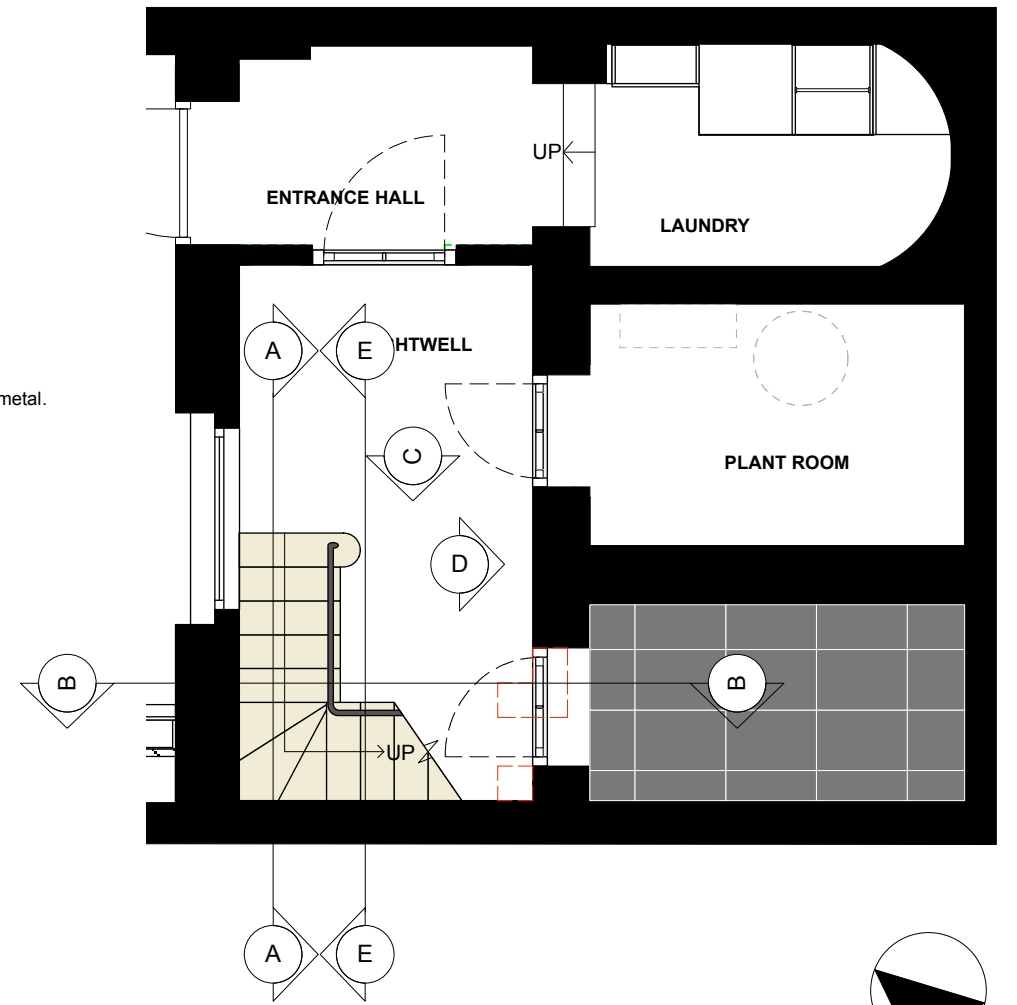 UP
ENTRANCE HALL
LAUNDRY
A
E
HTWELL
metal.
C
PLANT ROOM
D
B
B
UP
A
E